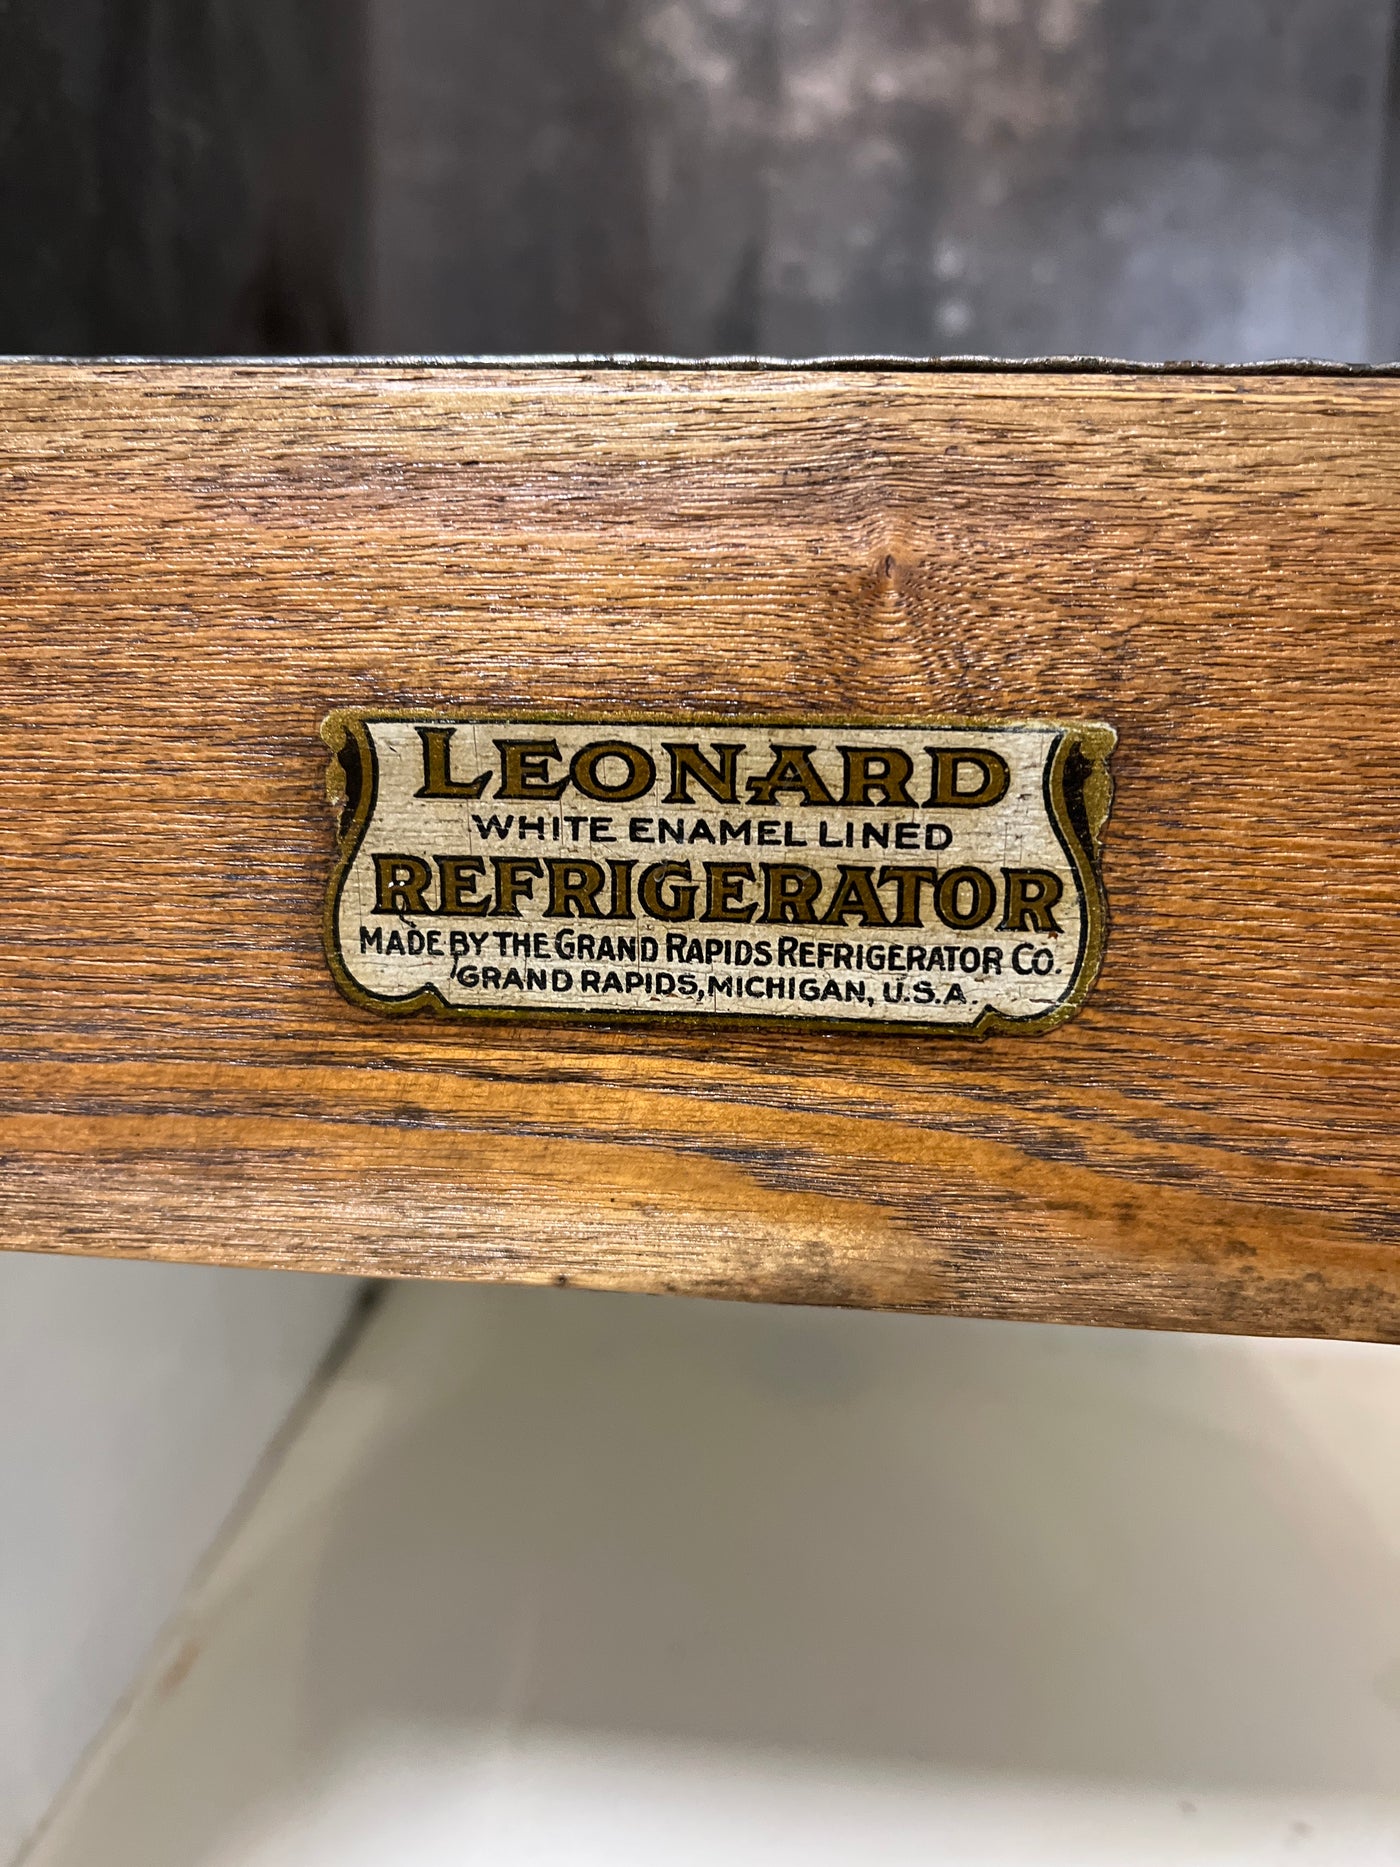 LEONARD
WHITE ENAMEL LINED
REFRIGERATOR
MADE BY THE GRAND RAPIDS REFRIGERATOR CO.
GRAND RAPIDS, MICHIGAN, U.S.A.